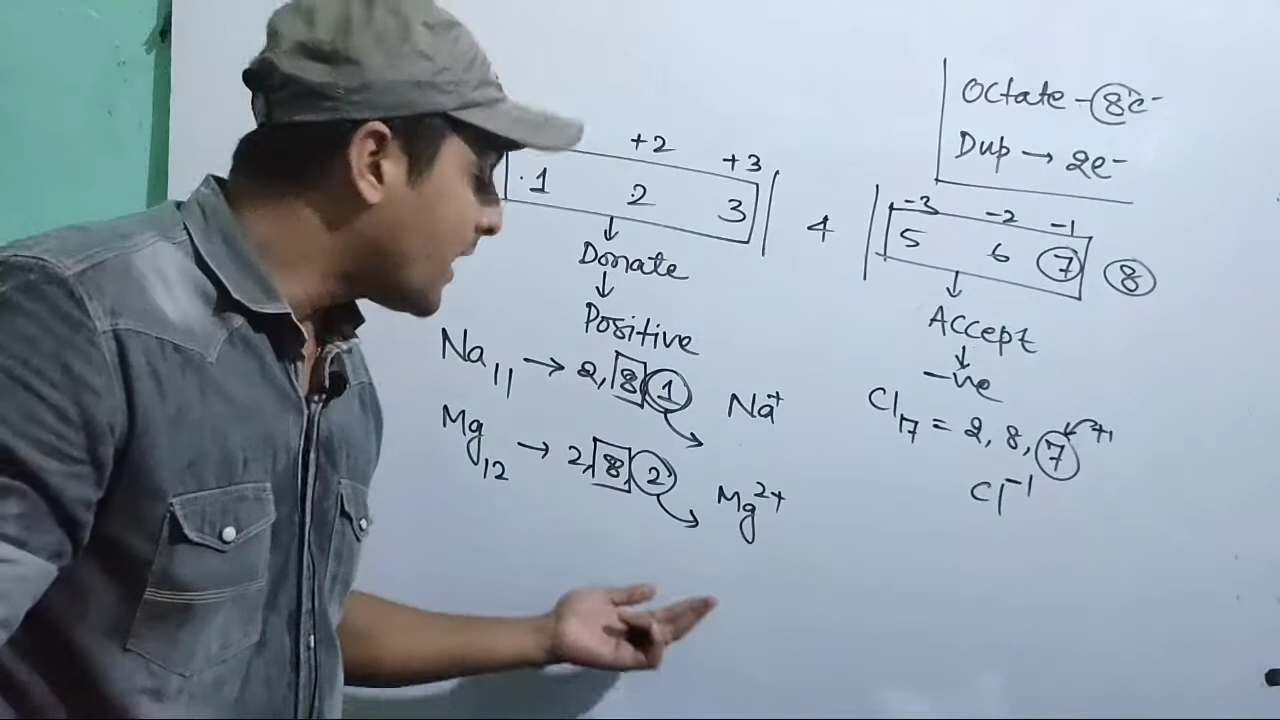 Octate - 8e-
Dup → 2e-
+2 +3
1 2 3
4
-3 -2 -1
5 6 7 8
↓
Donate
↓
Positive
↓
Accept
↓
-ve
Na11 → 2, 8 1 Na+
Mg12 → 2, 8, 2 Mg2+
Cl17 = 2, 8, 7 +1
Cl-1